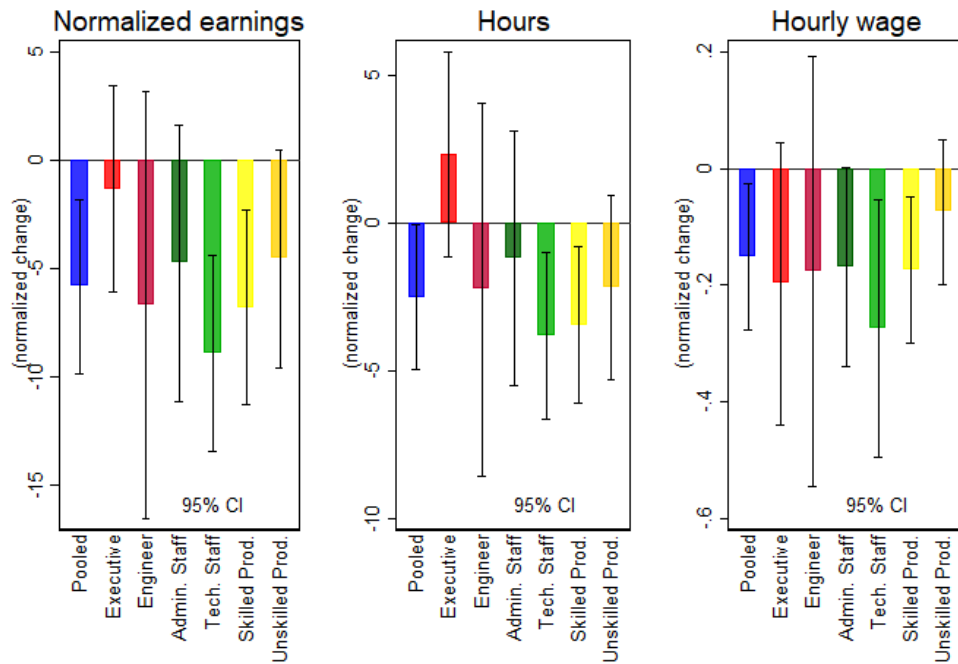 Normalized earnings
(normalized change)
5
0
-5
-10
-15
95% CI
Pooled
Executive
Engineer
Admin. Staff
Tech. Staff
Skilled Prod.
Unskilled Prod.
Hours
(normalized change)
5
0
-5
-10
95% CI
Pooled
Executive
Engineer
Admin. Staff
Tech. Staff
Skilled Prod.
Unskilled Prod.
Hourly wage
(normalized change)
.2
0
-.2
-.4
-.6
95% CI
Pooled
Executive
Engineer
Admin. Staff
Tech. Staff
Skilled Prod.
Unskilled Prod.